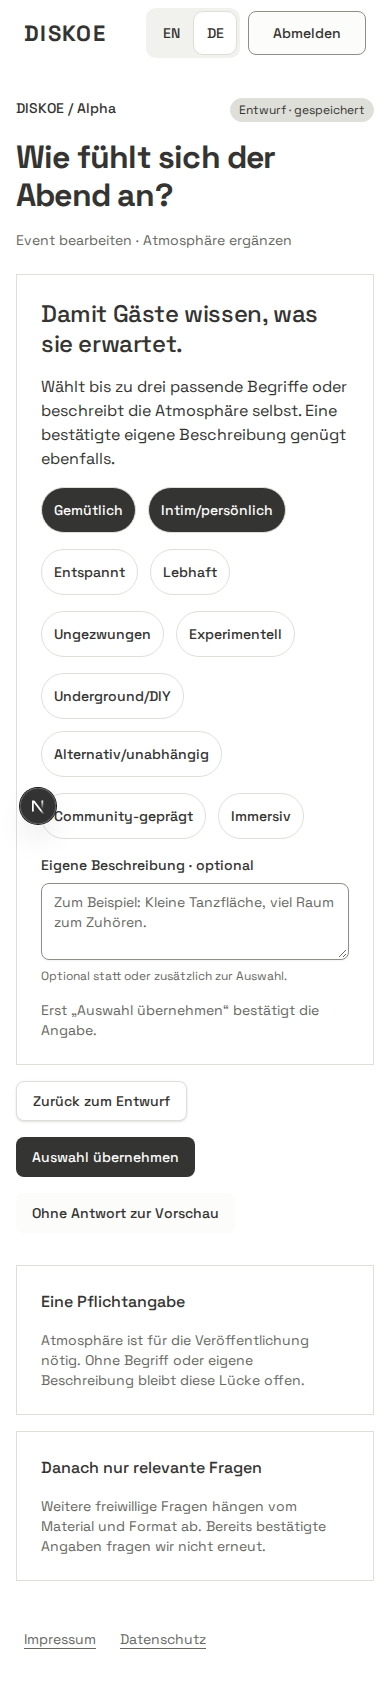 DISKOE
EN DE
Abmelden
DISKOE / Alpha
Entwurf · gespeichert
Wie fühlt sich der
Abend an?
Event bearbeiten · Atmosphäre ergänzen
Damit Gäste wissen, was
sie erwartet.
Wählt bis zu drei passende Begriffe oder
beschreibt die Atmosphäre selbst. Eine
bestätigte eigene Beschreibung genügt
ebenfalls.
Gemütlich Intim/persönlich
Entspannt Lebhaft
Ungezwungen Experimentell
Underground/DIY
Alternativ/unabhängig
N Community-geprägt Immersiv
Eigene Beschreibung · optional
Zum Beispiel: Kleine Tanzfläche, viel Raum
zum Zuhören.
Optional statt oder zusätzlich zur Auswahl.
Erst „Auswahl übernehmen“ bestätigt die
Angabe.
Zurück zum Entwurf
Auswahl übernehmen
Ohne Antwort zur Vorschau
Eine Pflichtangabe
Atmosphäre ist für die Veröffentlichung
nötig. Ohne Begriff oder eigene
Beschreibung bleibt diese Lücke offen.
Danach nur relevante Fragen
Weitere freiwillige Fragen hängen vom
Material und Format ab. Bereits bestätigte
Angaben fragen wir nicht erneut.
Impressum Datenschutz